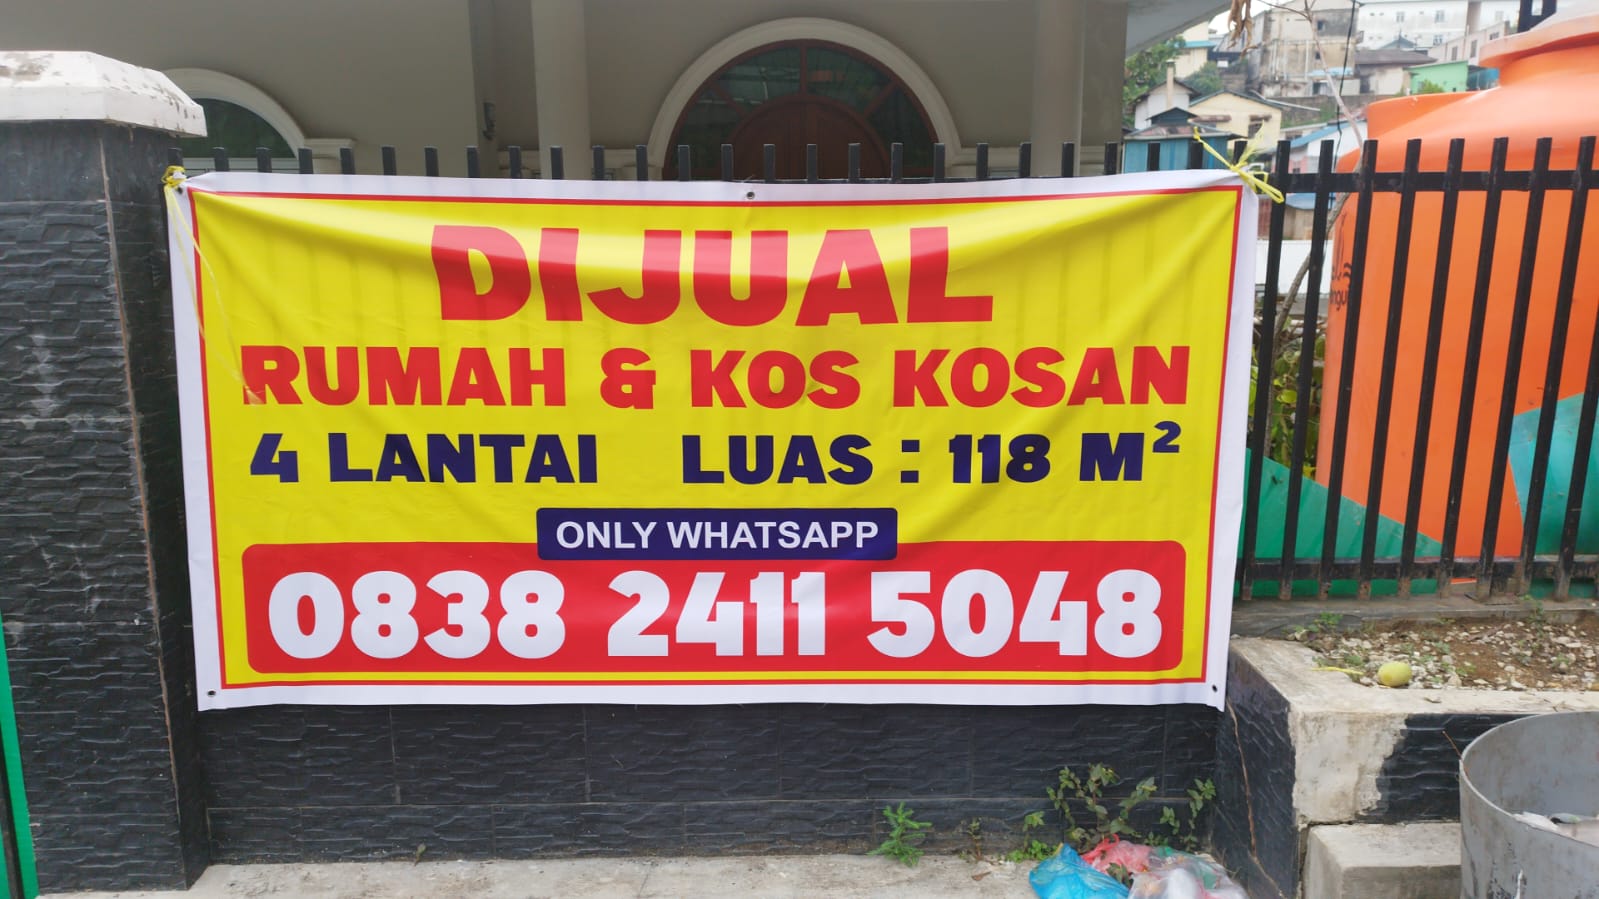 DIJUAL
RUMAH & KOS KOSAN
4 LANTAI LUAS : 118 M²
ONLY WHATSAPP
0838 2411 5048